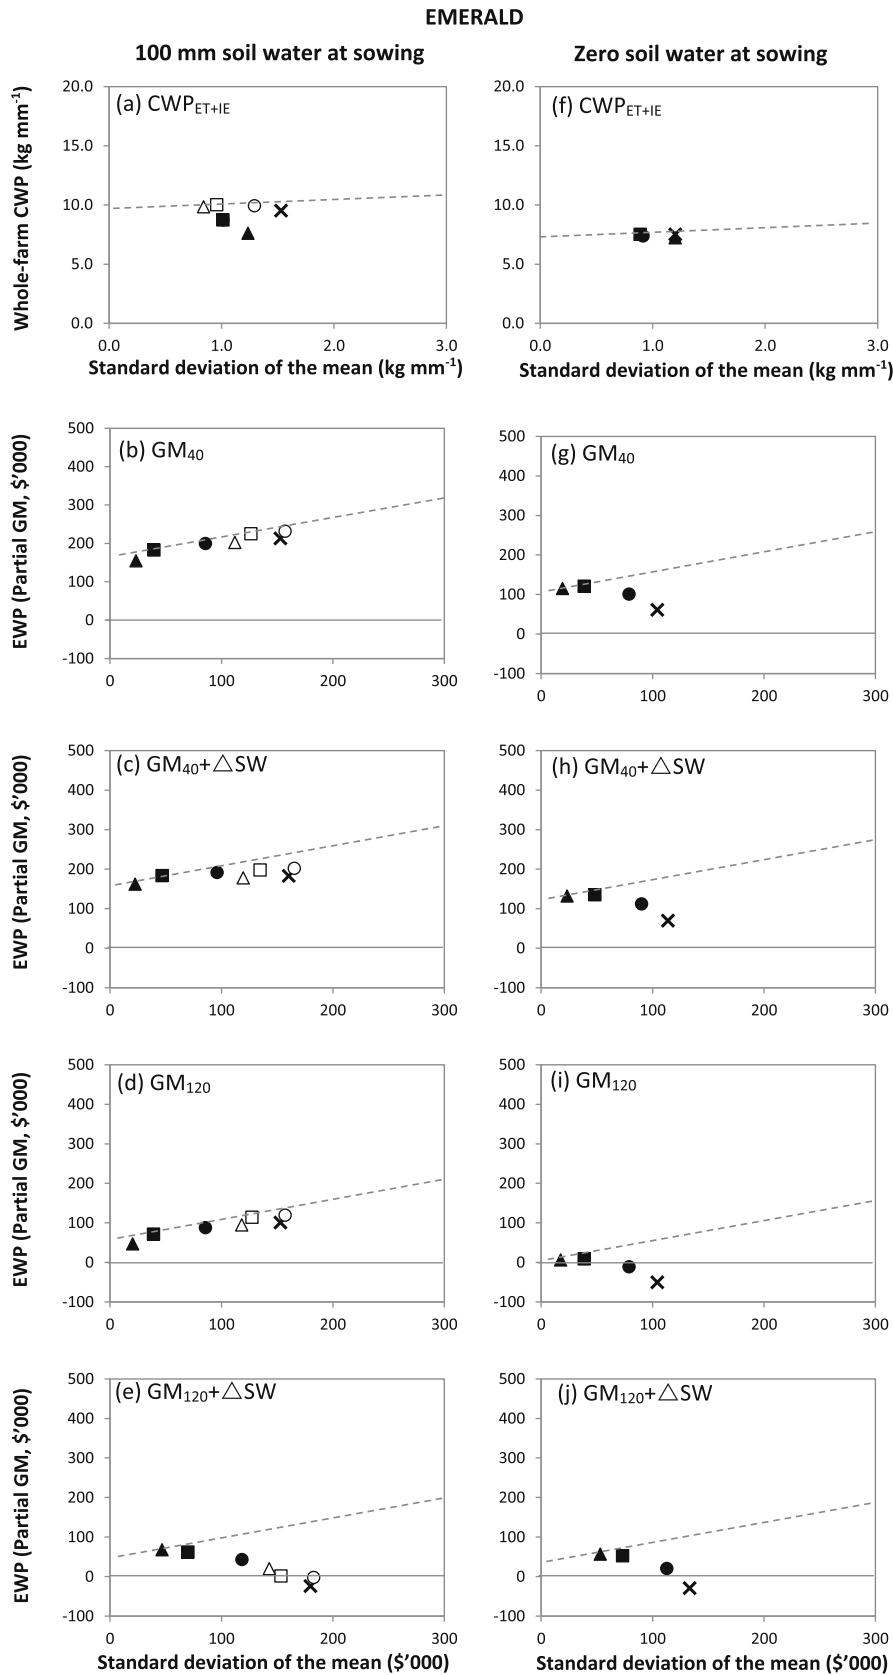 EMERALD
100 mm soil water at sowing
Zero soil water at sowing
Whole-farm CWP (kg mm-1)
(a) CWPET+IE
20.0
15.0
10.0
5.0
0.0
0.0 1.0 2.0 3.0
Standard deviation of the mean (kg mm-1)
(f) CWPET+IE
20.0
15.0
10.0
5.0
0.0
0.0 1.0 2.0 3.0
Standard deviation of the mean (kg mm-1)
EWP (Partial GM, $'000)
(b) GM40
500
400
300
200
100
0
-100
0 100 200 300
(g) GM40
500
400
300
200
100
0
-100
0 100 200 300
EWP (Partial GM, $'000)
(c) GM40+△SW
500
400
300
200
100
0
-100
0 100 200 300
(h) GM40+△SW
500
400
300
200
100
0
-100
0 100 200 300
EWP (Partial GM, $'000)
(d) GM120
500
400
300
200
100
0
-100
0 100 200 300
(i) GM120
500
400
300
200
100
0
-100
0 100 200 300
EWP (Partial GM, $'000)
(e) GM120+△SW
500
400
300
200
100
0
-100
0 100 200 300
Standard deviation of the mean ($'000)
(j) GM120+△SW
500
400
300
200
100
0
-100
0 100 200 300
Standard deviation of the mean ($'000)